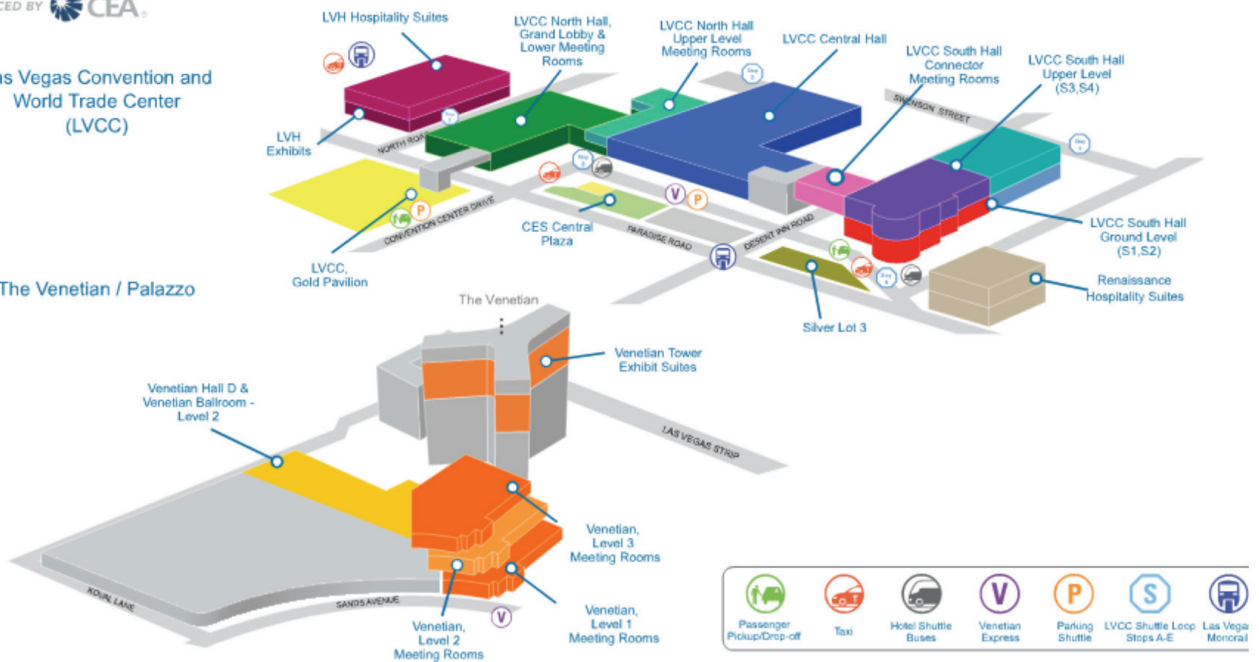 CED BY CEA
as Vegas Convention and
World Trade Center
(LVCC)
LVH Hospitality Suites
LVCC North Hall,
Grand Lobby &
Lower Meeting
Rooms
LVCC North Hall
Upper Level
Meeting Rooms
LVCC Central Hall
LVCC South Hall
Connector
Meeting Rooms
LVCC South Hall
Upper Level
(S3,S4)
SWENSON STREET
LVH
Exhibits
NORTH ROAD
CONVENTION CENTER DRIVE
P
V
P
CES Central
Plaza
PARADISE ROAD
DESERT INN ROAD
LVCC South Hall
Ground Level
(S1,S2)
LVCC,
Gold Pavilion
Renaissance
Hospitality Suites
Silver Lot 3
The Venetian / Palazzo
The Venetian
Venetian Tower
Exhibit Suites
Venetian Hall D &
Venetian Ballroom -
Level 2
LAS VEGAS STRIP
Venetian,
Level 3
Meeting Rooms
KOVAL LANE
SANDS AVENUE
V
Venetian,
Level 2
Meeting Rooms
Venetian,
Level 1
Meeting Rooms
V
P
S
Passenger
Pickup/Drop-off
Taxi
Hotel Shuttle
Buses
Venetian
Express
Parking
Shuttle
LVCC Shuttle Loop
Stops A-E
Las Vegas
Monorail